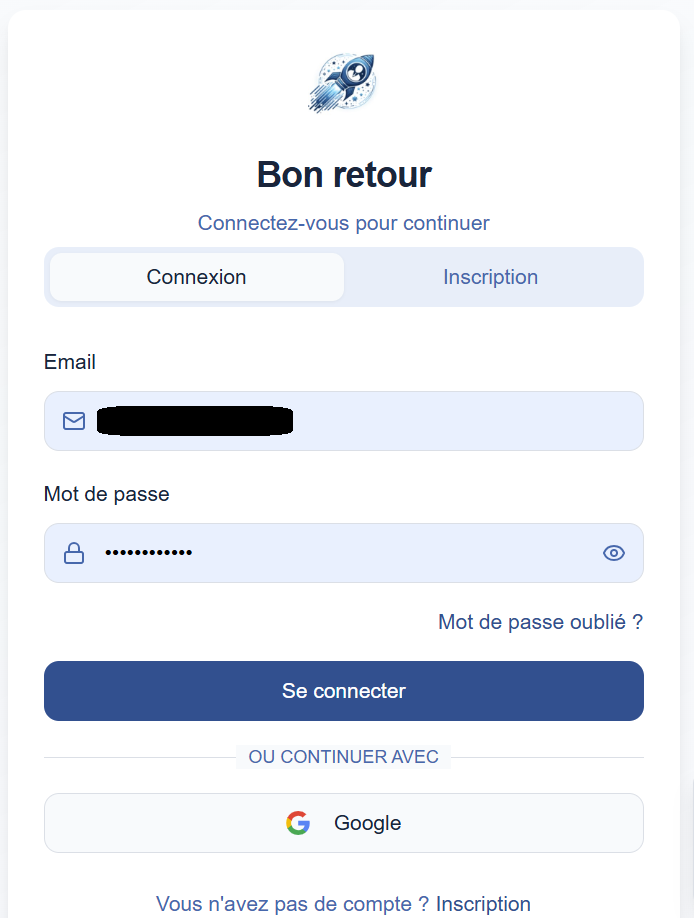 Bon retour
Connectez-vous pour continuer
Connexion
Inscription
Email
Mot de passe
••••••••••••
Mot de passe oublié ?
Se connecter
OU CONTINUER AVEC
Google
Vous n'avez pas de compte ? Inscription